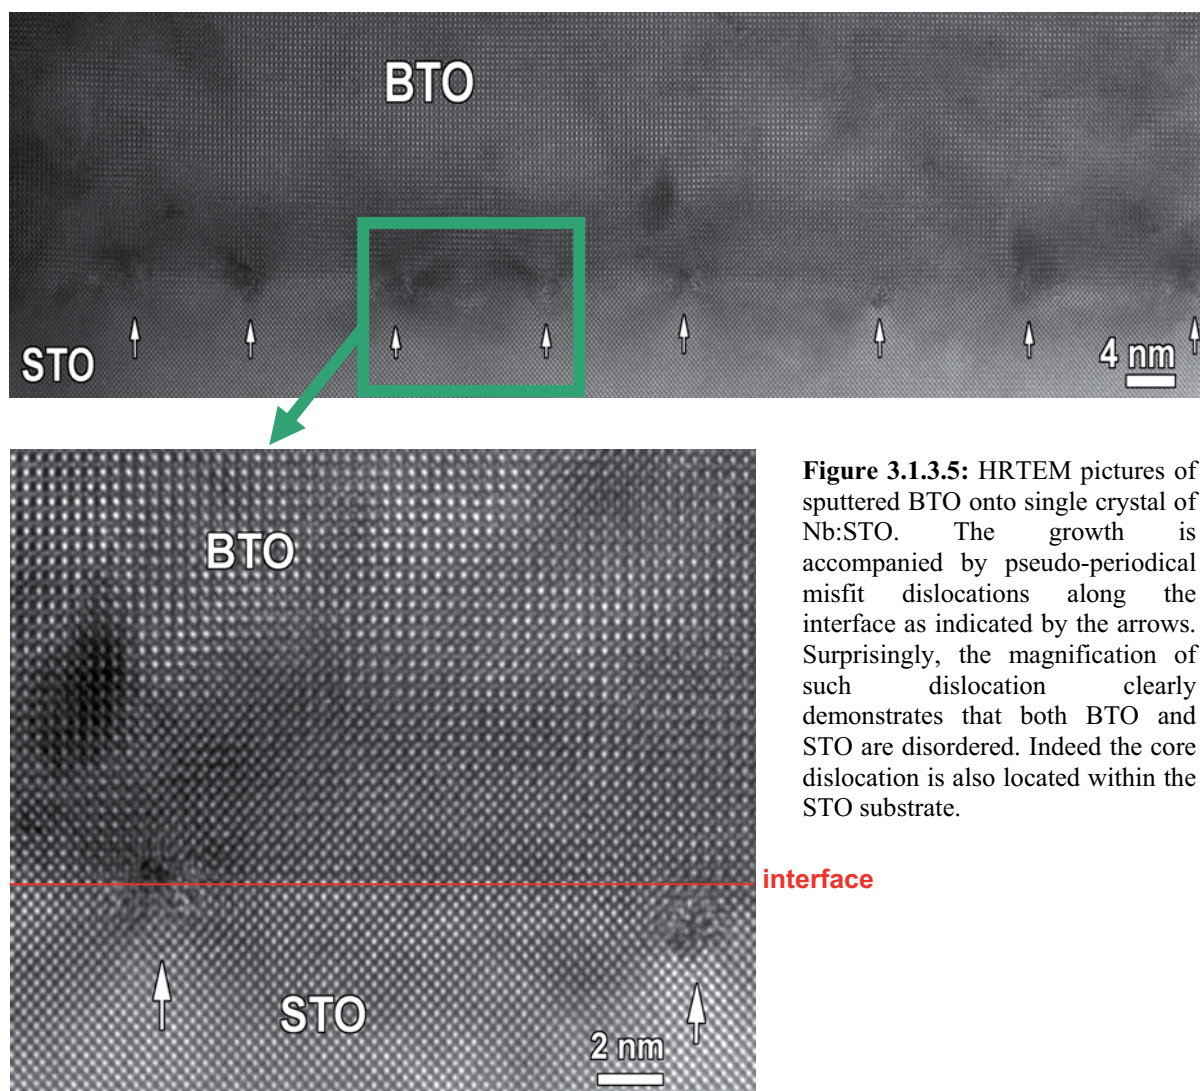 BTO
STO
4 nm
BTO
Figure 3.1.3.5: HRTEM pictures of
sputtered BTO onto single crystal of
Nb:STO. The growth is
accompanied by pseudo-periodical
misfit dislocations along the
interface as indicated by the arrows.
Surprisingly, the magnification of
such dislocation clearly
demonstrates that both BTO and
STO are disordered. Indeed the core
dislocation is also located within the
STO substrate.
interface
STO
2 nm